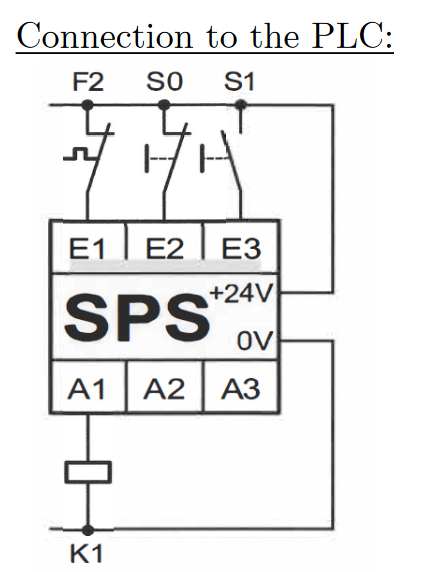 Connection to the PLC:
F2 S0 S1
E1 E2 E3
+24V
SPS
0V
A1 A2 A3
K1